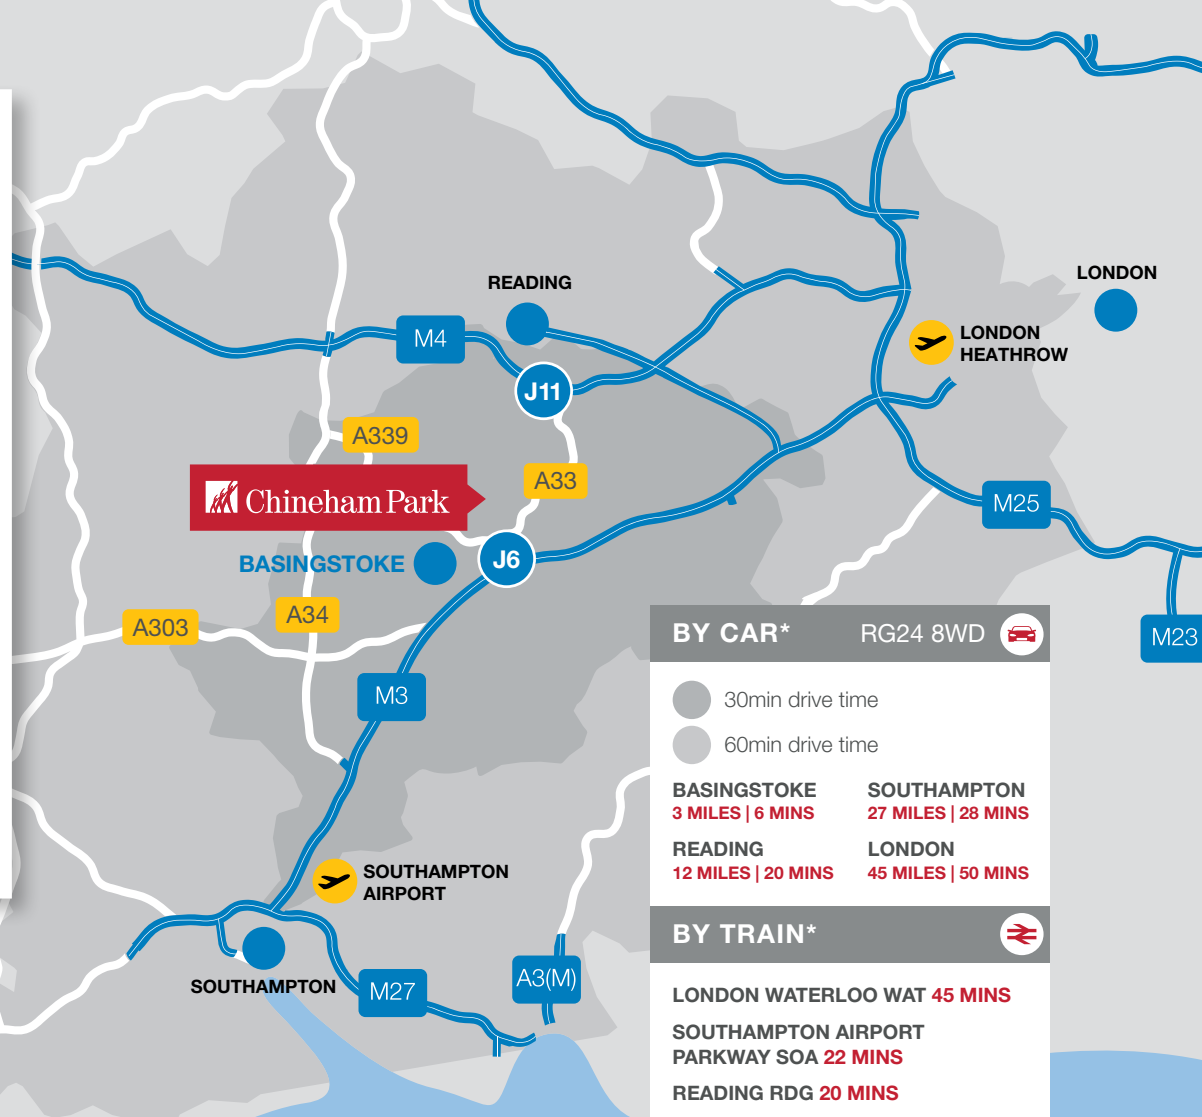 READING
LONDON
LONDON
HEATHROW
M4
J11
A339
A33
Chineham Park
M25
BASINGSTOKE
J6
A303
A34
M23
M3
SOUTHAMPTON
AIRPORT
SOUTHAMPTON
M27
A3(M)
BY CAR* RG24 8WD
30min drive time
60min drive time
BASINGSTOKE
3 MILES | 6 MINS
SOUTHAMPTON
27 MILES | 28 MINS
READING
12 MILES | 20 MINS
LONDON
45 MILES | 50 MINS
BY TRAIN*
LONDON WATERLOO WAT 45 MINS
SOUTHAMPTON AIRPORT
PARKWAY SOA 22 MINS
READING RDG 20 MINS